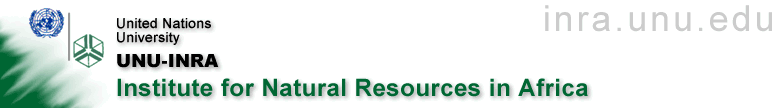 United Nations
University
UNU-INRA
Institute for Natural Resources in Africa
inra.unu.edu